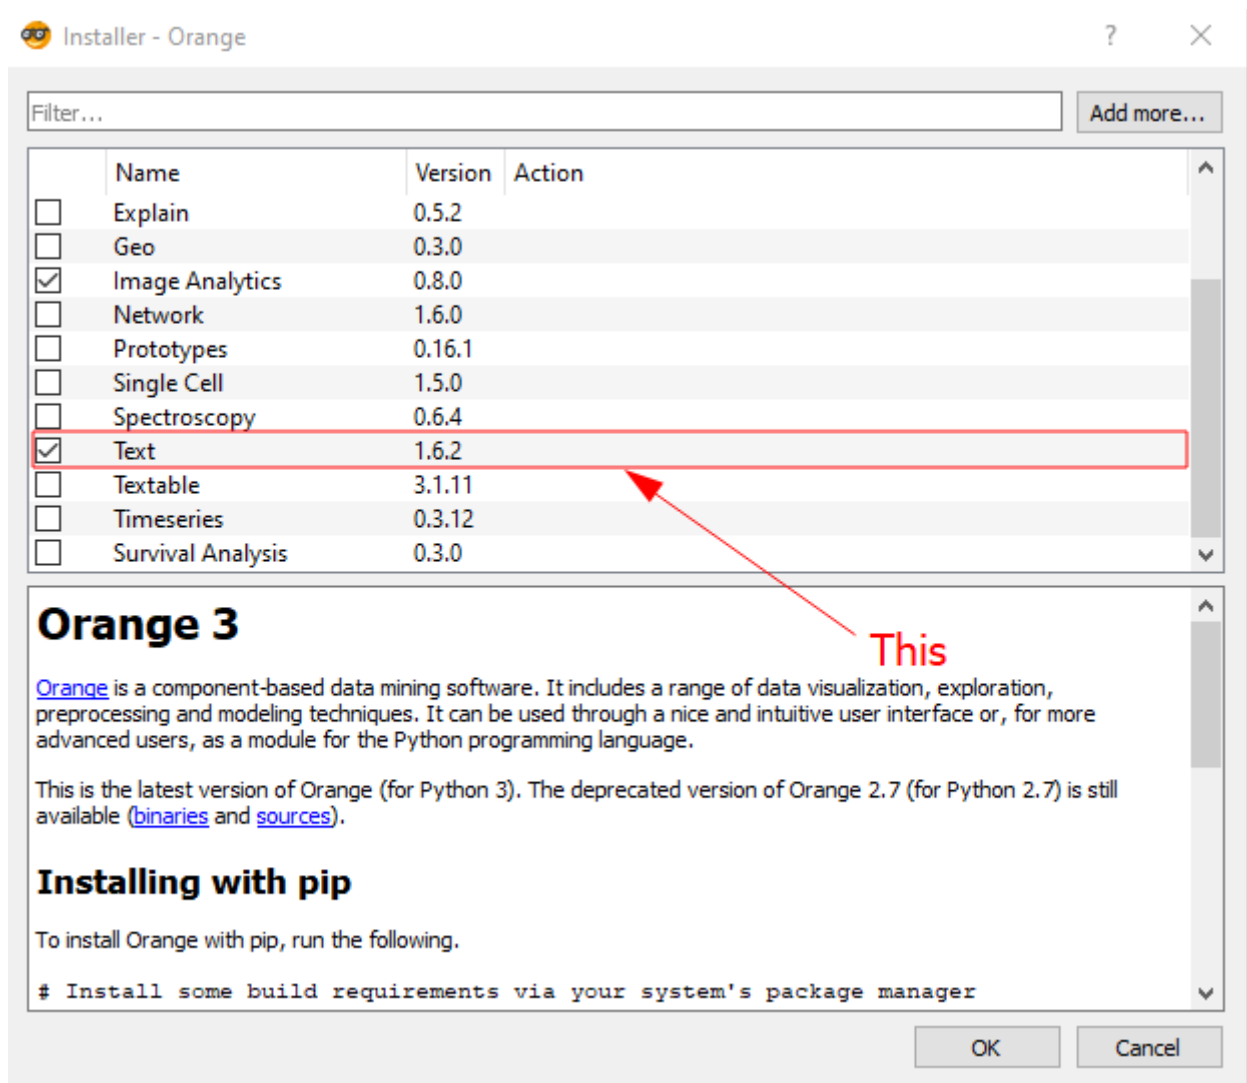 Installer - Orange
?
Filter...
Add more...
Name Version Action
Explain 0.5.2
Geo 0.3.0
Image Analytics 0.8.0
Network 1.6.0
Prototypes 0.16.1
Single Cell 1.5.0
Spectroscopy 0.6.4
Text 1.6.2
Textable 3.1.11
Timeseries 0.3.12
Survival Analysis 0.3.0
This
Orange 3
Orange is a component-based data mining software. It includes a range of data visualization, exploration,
preprocessing and modeling techniques. It can be used through a nice and intuitive user interface or, for more
advanced users, as a module for the Python programming language.
This is the latest version of Orange (for Python 3). The deprecated version of Orange 2.7 (for Python 2.7) is still
available (binaries and sources).
Installing with pip
To install Orange with pip, run the following.
# Install some build requirements via your system's package manager
OK Cancel